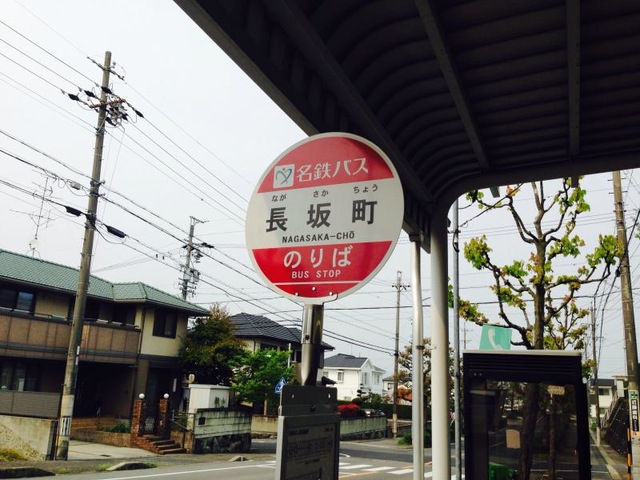 名鉄バス
なが さか ちょう
長坂町
NAGASAKA-CHŌ
のりば
BUS STOP